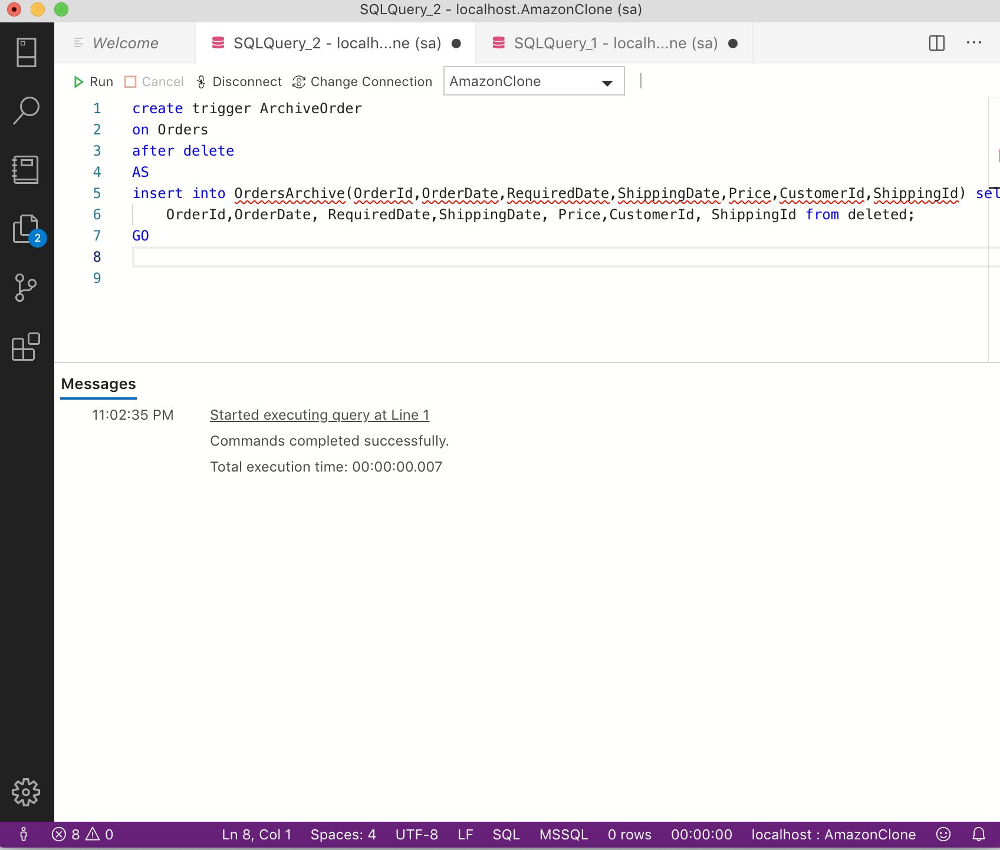 SQLQuery_2 - localhost.AmazonClone (sa)
Welcome SQLQuery_2 - localh...ne (sa) SQLQuery_1 - localh...ne (sa)
Run Cancel Disconnect Change Connection AmazonClone
1 create trigger ArchiveOrder
2 on Orders
3 after delete
4 AS
5 insert into OrdersArchive(OrderId,OrderDate,RequiredDate,ShippingDate,Price,CustomerId,ShippingId) sel
6 OrderId,OrderDate, RequiredDate,ShippingDate, Price,CustomerId, ShippingId from deleted;
7 GO
8
9
2
Messages
11:02:35 PM Started executing query at Line 1
Commands completed successfully.
Total execution time: 00:00:00.007
8 0 Ln 8, Col 1 Spaces: 4 UTF-8 LF SQL MSSQL 0 rows 00:00:00 localhost : AmazonClone